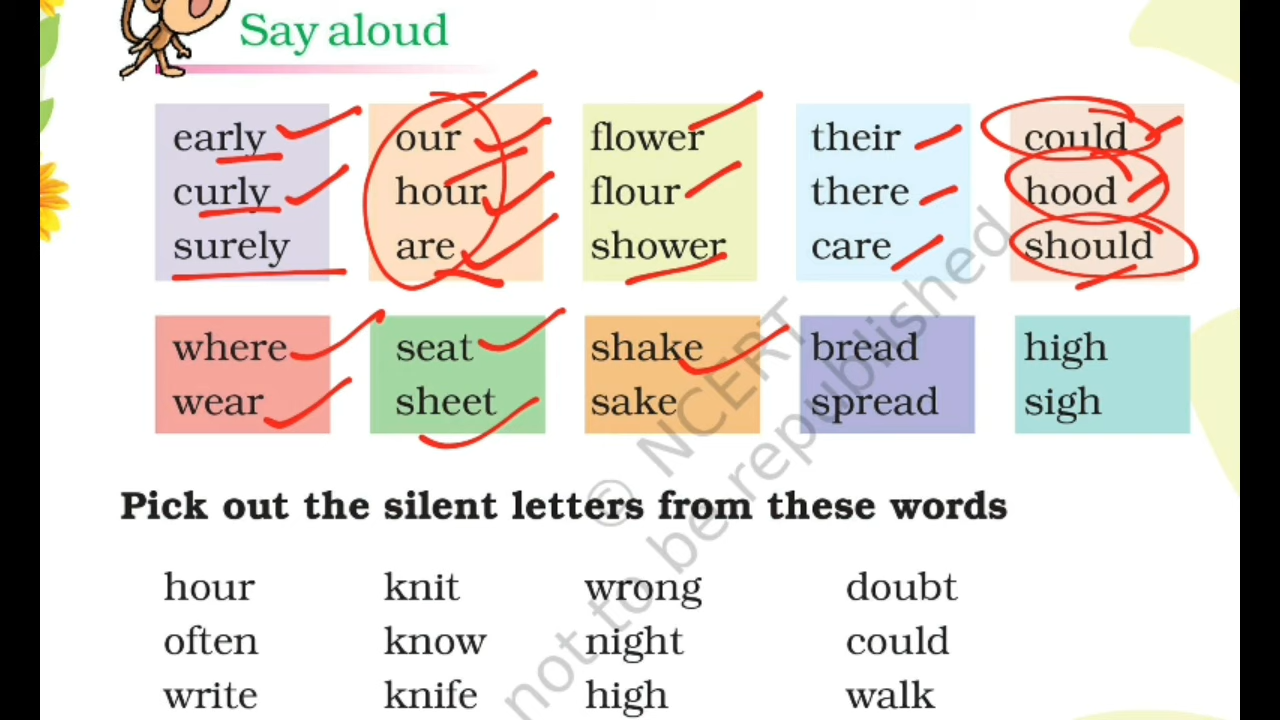 Say aloud
early our flower their could
curly hour flour there hood
surely are shower care should
where seat shake bread high
wear sheet sake spread sigh
Pick out the silent letters from these words
hour knit wrong doubt
often know night could
write knife high walk
© NCERT
not to be republished